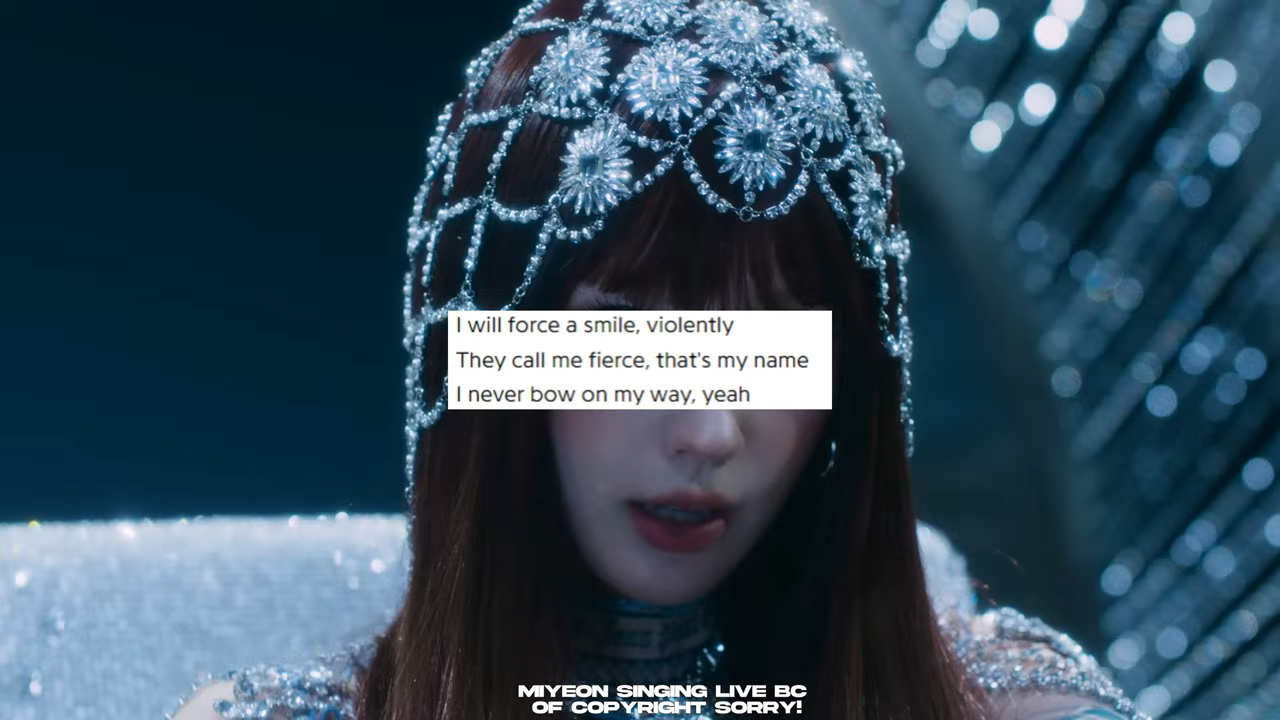 I will force a smile, violently
They call me fierce, that's my name
I never bow on my way, yeah
MIYEON SINGING LIVE BC
OF COPYRIGHT SORRY!